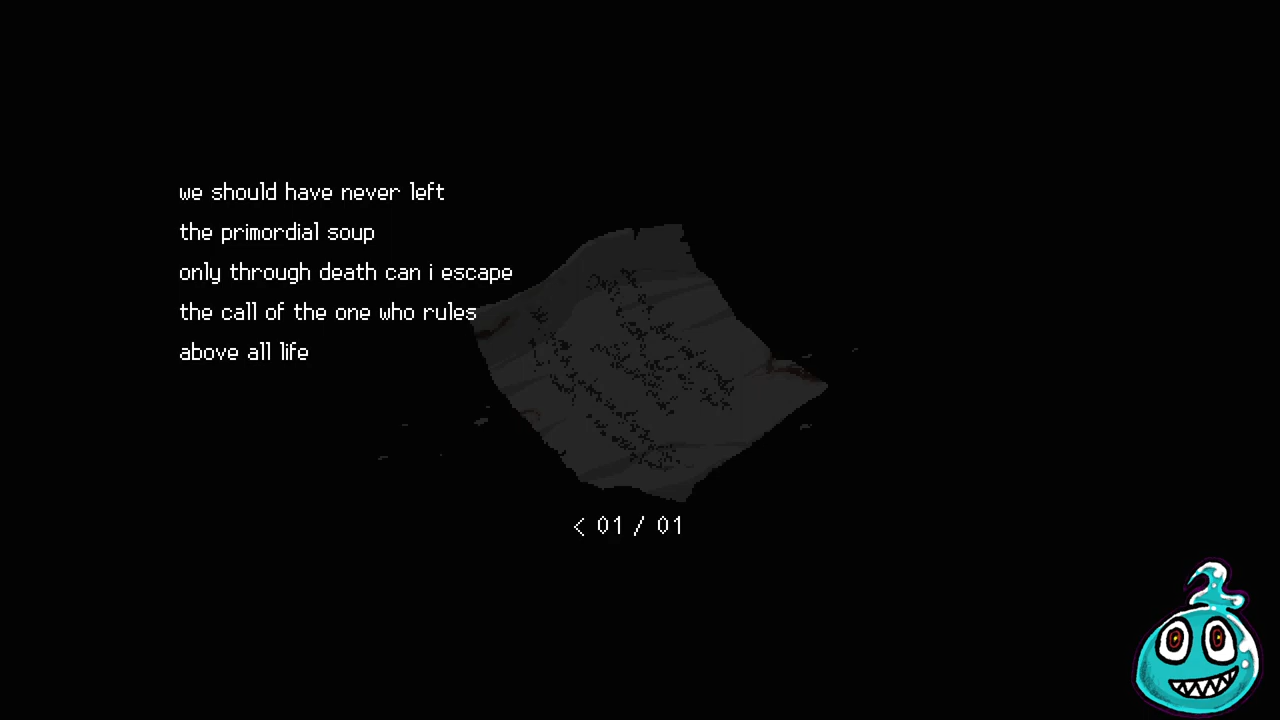 we should have never left
the primordial soup
only through death can i escape
the call of the one who rules
above all life
< 01 / 01